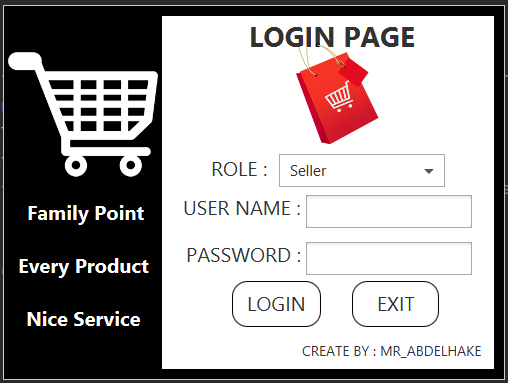 LOGIN PAGE
ROLE : Seller
USER NAME :
PASSWORD :
LOGIN EXIT
CREATE BY : MR_ABDELHAKE
Family Point
Every Product
Nice Service